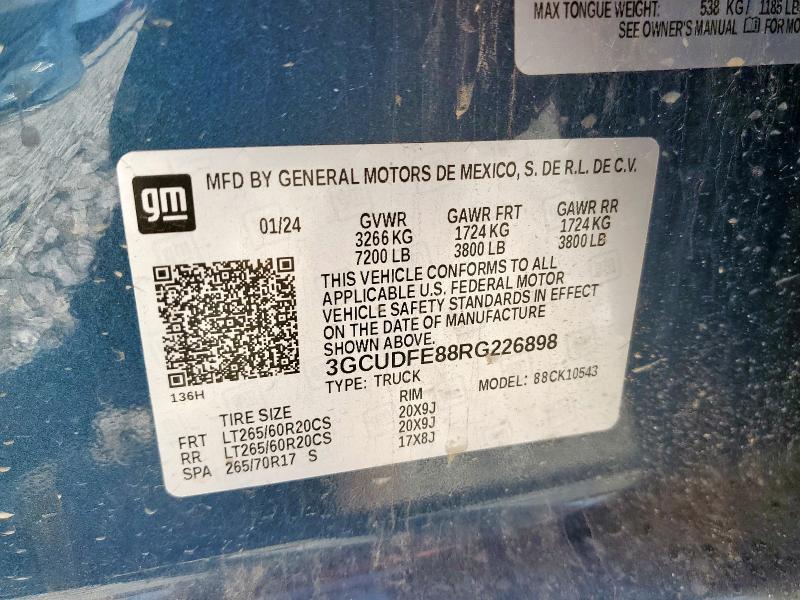 MAX TONGUE WEIGHT: 538 KG/ 1185 LB
SEE OWNER'S MANUAL FOR MO
gm
MFD BY GENERAL MOTORS DE MEXICO, S. DE R.L. DE C.V.
01/24 GVWR GAWR FRT GAWR RR
3266 KG 1724 KG 1724 KG
7200 LB 3800 LB 3800 LB
THIS VEHICLE CONFORMS TO ALL
APPLICABLE U.S. FEDERAL MOTOR
VEHICLE SAFETY STANDARDS IN EFFECT
ON THE DATE OF MANUFACTURE
SHOWN ABOVE.
3GCUDFE88RG226898
136H TYPE: TRUCK MODEL: 88CK10543
TIRE SIZE RIM
FRT LT265/60R20CS 20X9J
RR LT265/60R20CS 20X9J
SPA 265/70R17 S 17X8J